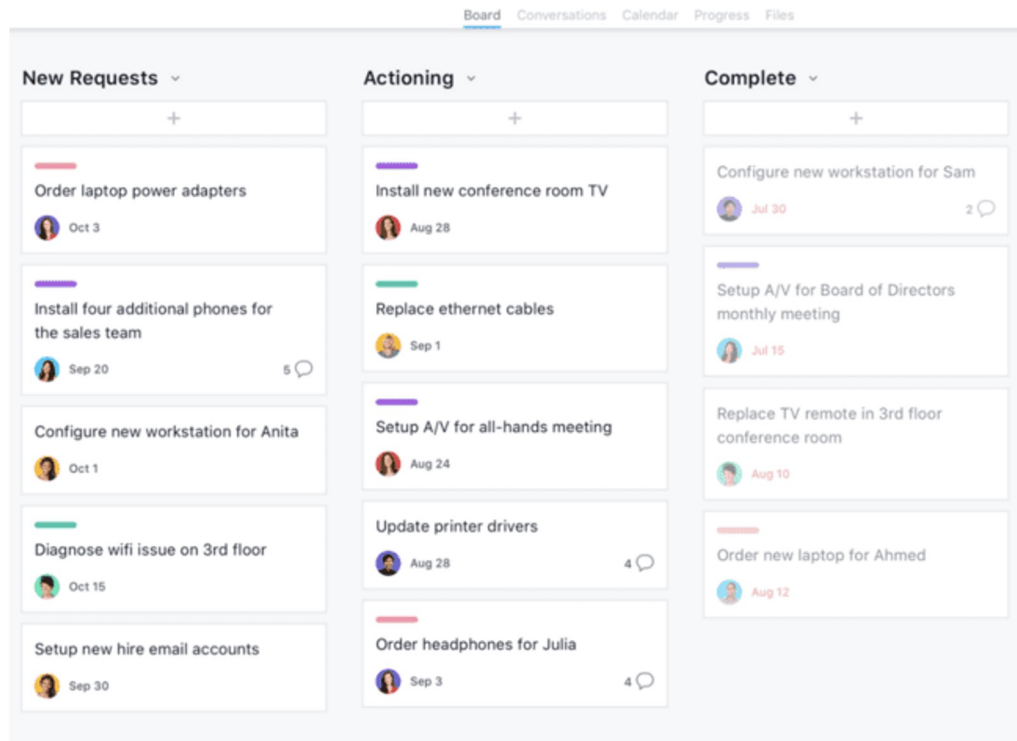 Board Conversations Calendar Progress Files
New Requests
+
Order laptop power adapters
Oct 3
Install four additional phones for
the sales team
Sep 20 5
Configure new workstation for Anita
Oct 1
Diagnose wifi issue on 3rd floor
Oct 15
Setup new hire email accounts
Sep 30
Actioning
+
Install new conference room TV
Aug 28
Replace ethernet cables
Sep 1
Setup A/V for all-hands meeting
Aug 24
Update printer drivers
Aug 28 4
Order headphones for Julia
Sep 3 4
Complete
+
Configure new workstation for Sam
Jul 30 2
Setup A/V for Board of Directors
monthly meeting
Jul 15
Replace TV remote in 3rd floor
conference room
Aug 10
Order new laptop for Ahmed
Aug 12